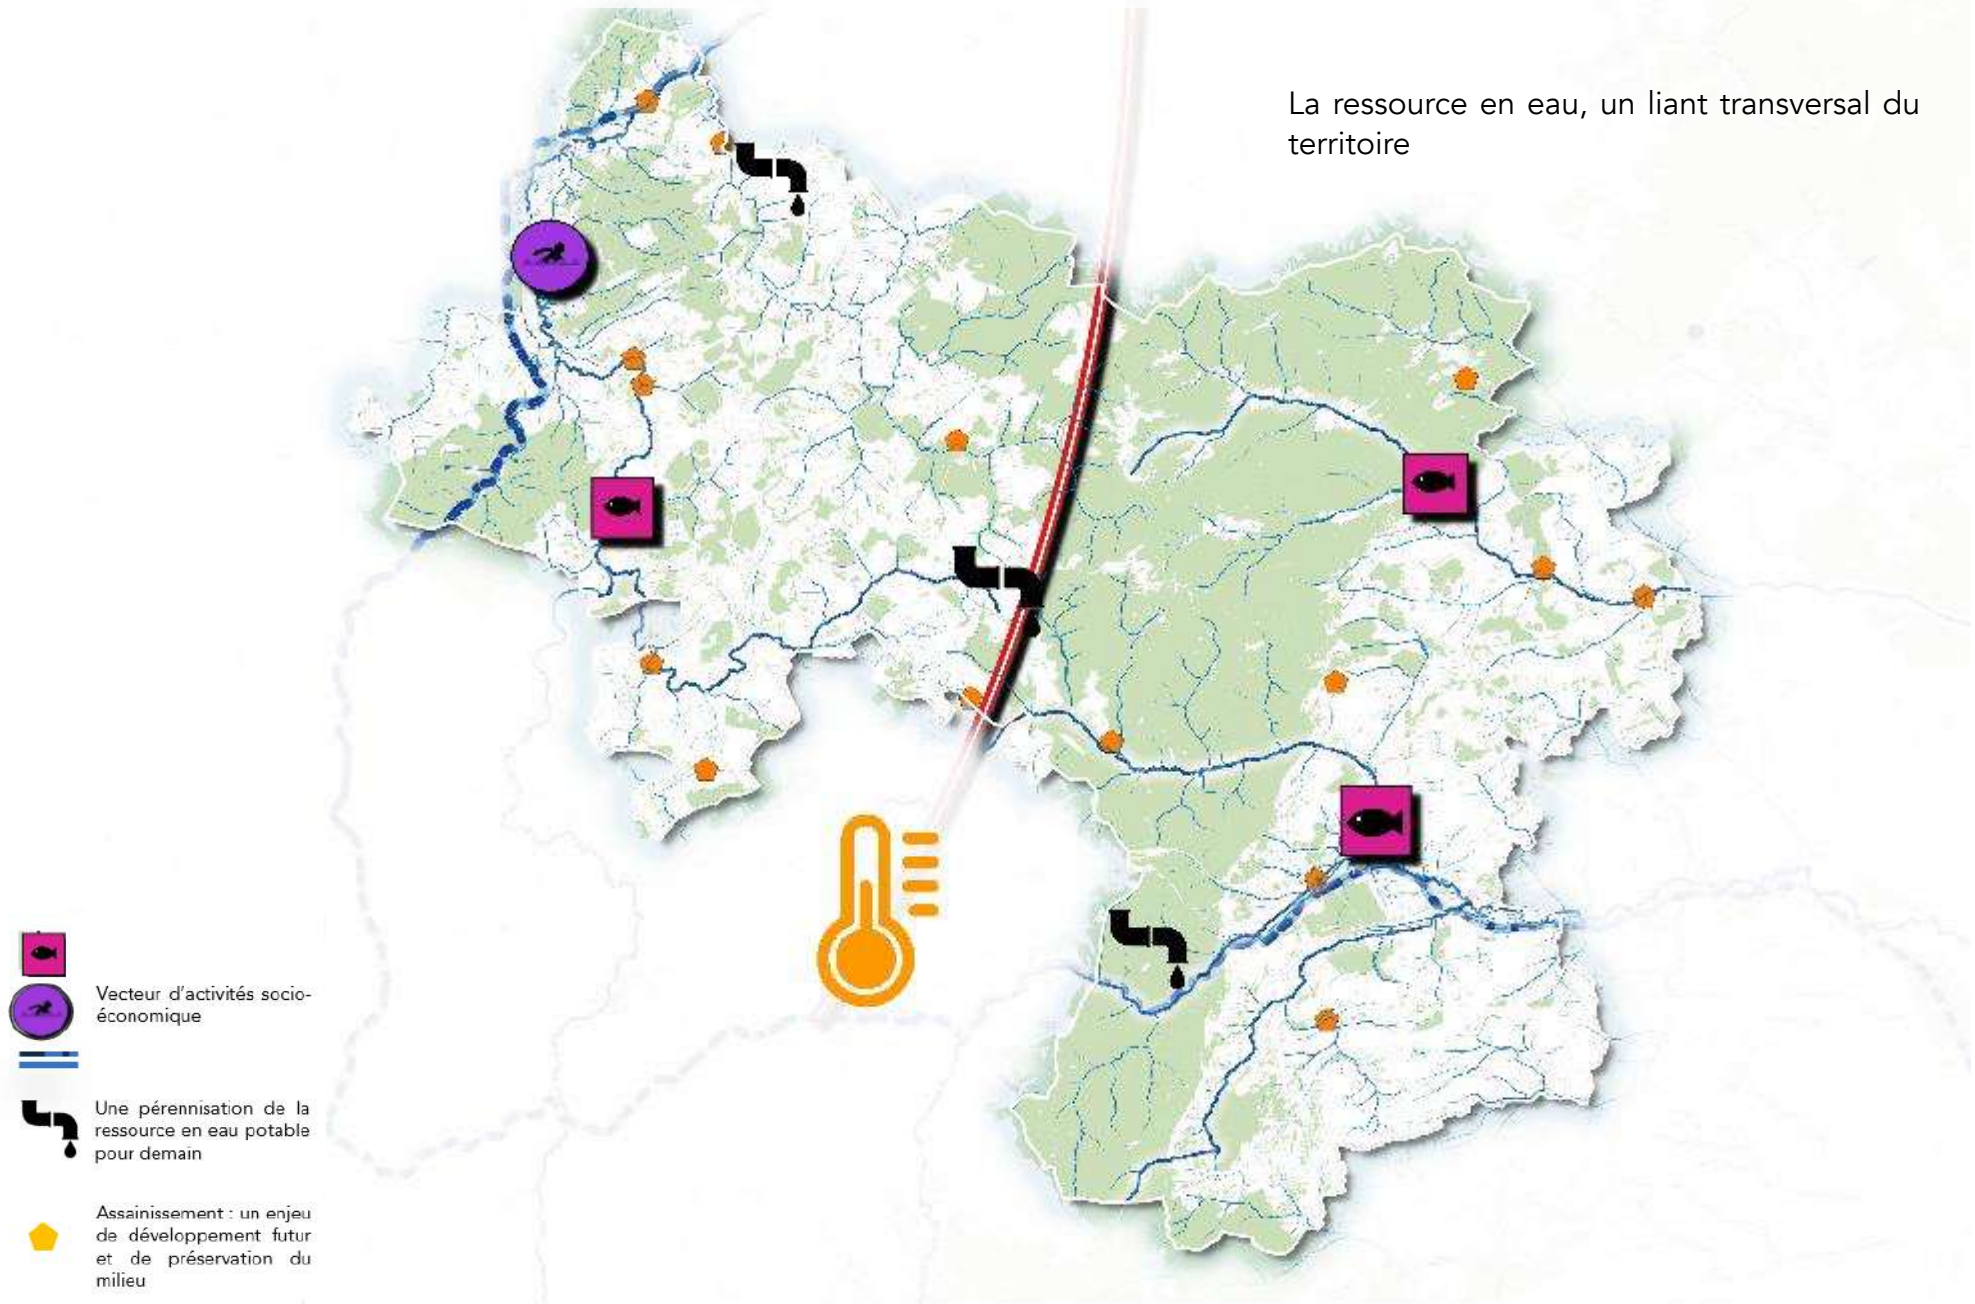 La ressource en eau, un liant transversal du
territoire
Vecteur d'activités socio-
économique
Une pérennisation de la
ressource en eau potable
pour demain
Assainissement : un enjeu
de développement futur
et de préservation du
milieu